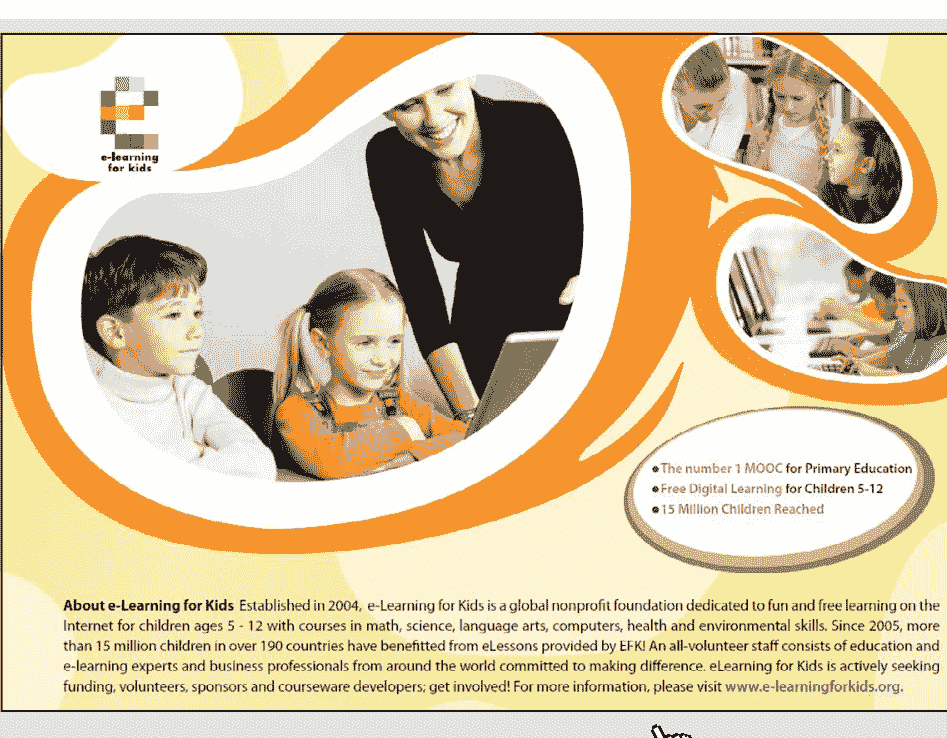 e-learning
for kids
The number 1 MOOC for Primary Education
Free Digital Learning for Children 5-12
15 Million Children Reached
About e-Learning for Kids Established in 2004, e-Learning for Kids is a global nonprofit foundation dedicated to fun and free learning on the
Internet for children ages 5 - 12 with courses in math, science, language arts, computers, health and environmental skills. Since 2005, more
than 15 million children in over 190 countries have benefitted from eLessons provided by EFK! An all-volunteer staff consists of education and
e-learning experts and business professionals from around the world committed to making difference. eLearning for Kids is actively seeking
funding, volunteers, sponsors and courseware developers; get involved! For more information, please visit www.e-learningforkids.org.